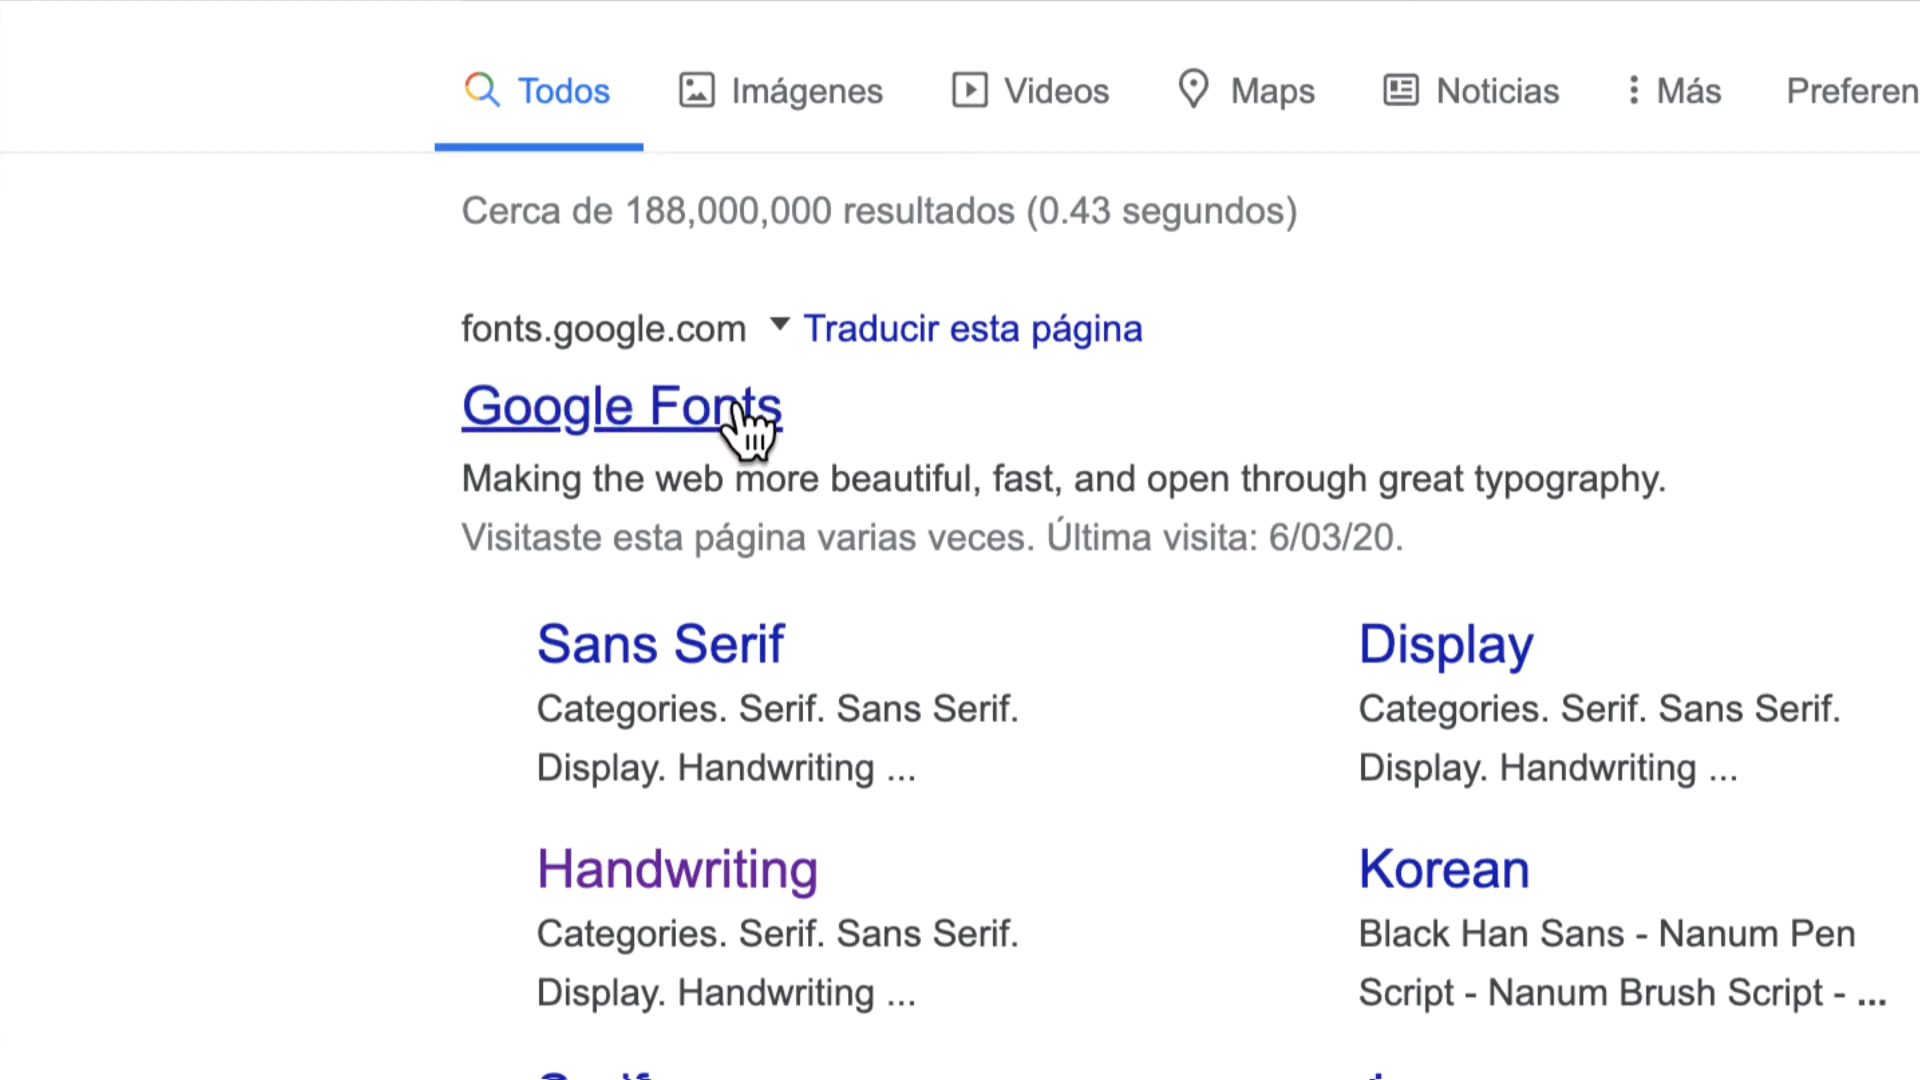 Todos Imágenes Videos Maps Noticias Más Preferen
Cerca de 188,000,000 resultados (0.43 segundos)
fonts.google.com Traducir esta página
Google Fonts
Making the web more beautiful, fast, and open through great typography.
Visitaste esta página varias veces. Última visita: 6/03/20.
Sans Serif
Categories. Serif. Sans Serif.
Display. Handwriting ...
Display
Categories. Serif. Sans Serif.
Display. Handwriting ...
Handwriting
Categories. Serif. Sans Serif.
Display. Handwriting ...
Korean
Black Han Sans - Nanum Pen
Script - Nanum Brush Script - ...